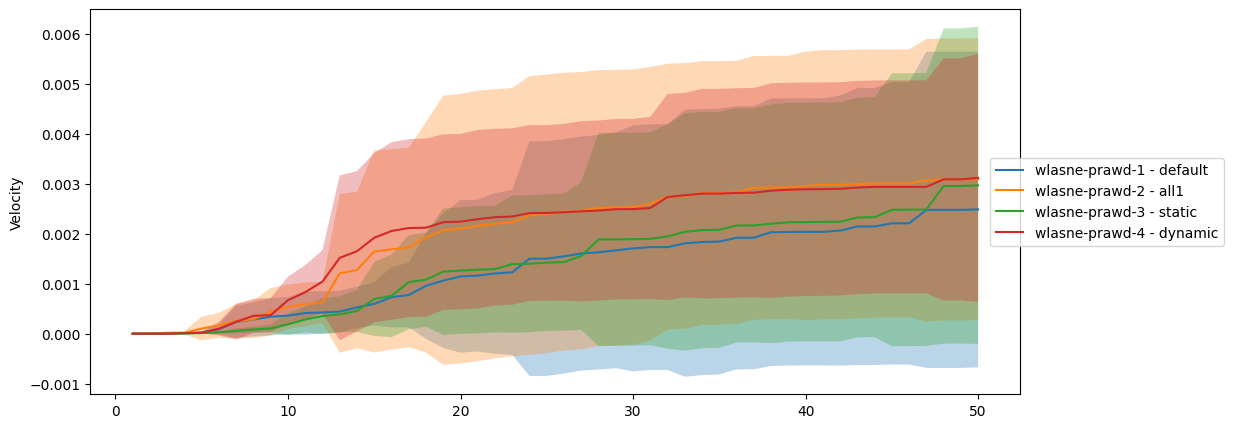 0.006
0.005
0.004
0.003
0.002
0.001
0.000
−0.001
Velocity
0 10 20 30 40 50
wlasne-prawd-1 - default
wlasne-prawd-2 - all1
wlasne-prawd-3 - static
wlasne-prawd-4 - dynamic